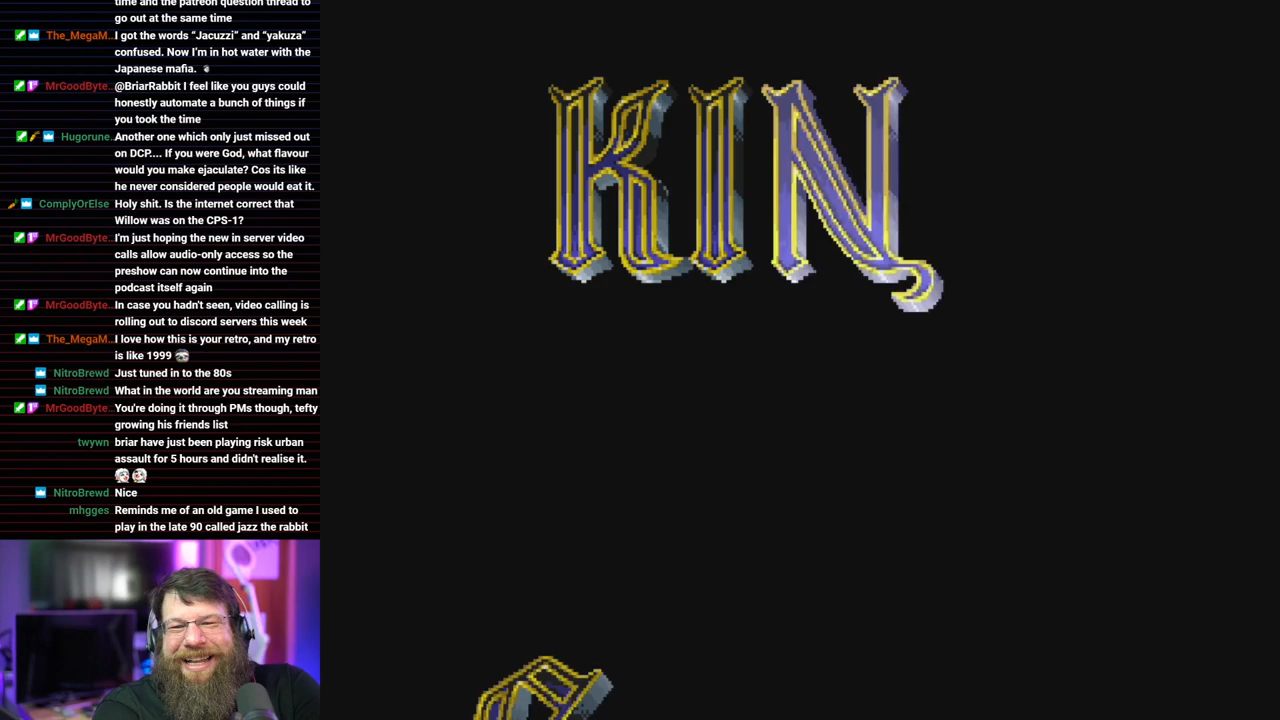 time and the patreon question thread to
go out at the same time
The_MegaM... I got the words “Jacuzzi” and “yakuza”
confused. Now I'm in hot water with the
Japanese mafia.
MrGoodByte... @BriarRabbit I feel like you guys could
honestly automate a bunch of things if
you took the time
Hugorune... Another one which only just missed out
on DCP.... If you were God, what flavour
would you make ejaculate? Cos its like
he never considered people would eat it.
ComplyOrElse Holy shit. Is the internet correct that
Willow was on the CPS-1?
MrGoodByte... I'm just hoping the new in server video
calls allow audio-only access so the
preshow can now continue into the
podcast itself again
MrGoodByte... In case you hadn't seen, video calling is
rolling out to discord servers this week
The_MegaM... I love how this is your retro, and my retro
is like 1999
NitroBrewd Just tuned in to the 80s
NitroBrewd What in the world are you streaming man
MrGoodByte... You're doing it through PMs though, tefty
growing his friends list
twywn briar have just been playing risk urban
assault for 5 hours and didn't realise it.
NitroBrewd Nice
mhgges Reminds me of an old game I used to
play in the late 90 called jazz the rabbit
KIN